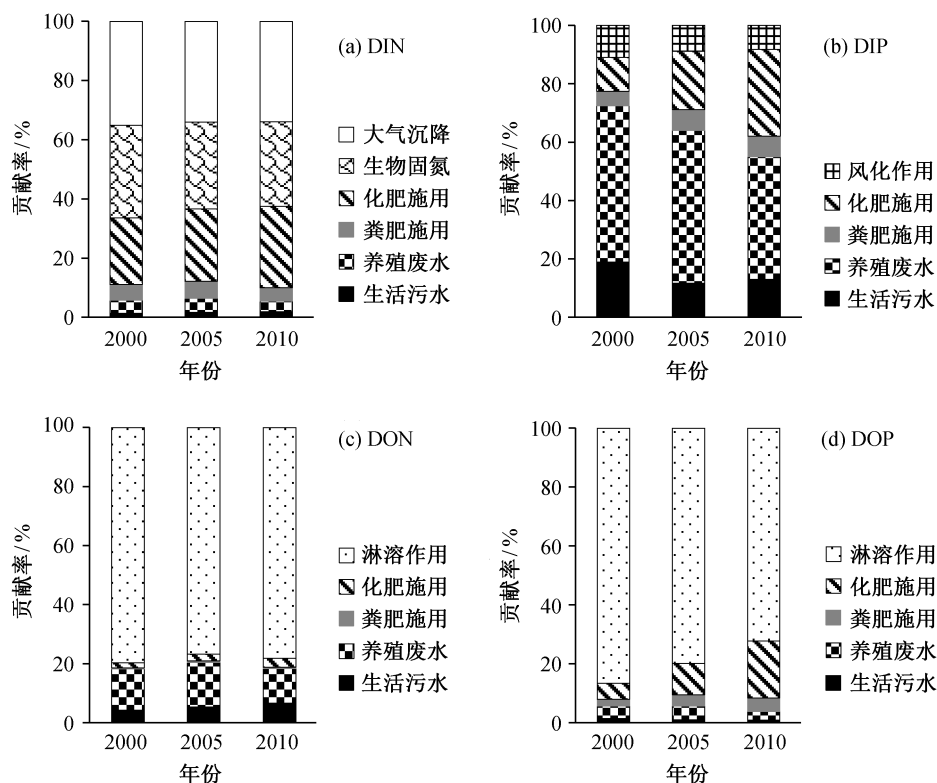 (a) DIN
100
80
60
40
20
0
贡献率/%
大气沉降
生物固氮
化肥施用
粪肥施用
养殖废水
生活污水
2000 2005 2010
年份
(b) DIP
100
80
60
40
20
0
贡献率/%
风化作用
化肥施用
粪肥施用
养殖废水
生活污水
2000 2005 2010
年份
(c) DON
100
80
60
40
20
0
贡献率/%
淋溶作用
化肥施用
粪肥施用
养殖废水
生活污水
2000 2005 2010
年份
(d) DOP
100
80
60
40
20
0
贡献率/%
淋溶作用
化肥施用
粪肥施用
养殖废水
生活污水
2000 2005 2010
年份